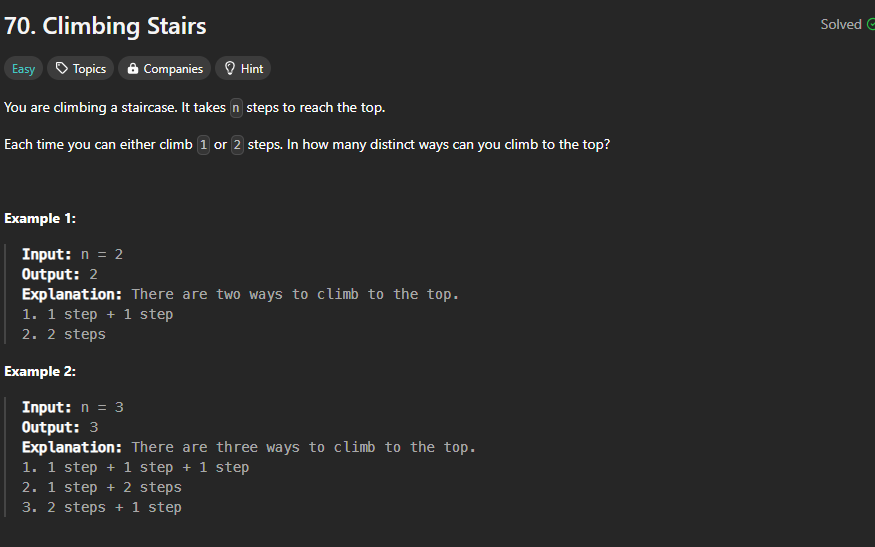 70. Climbing Stairs
Solved
Easy Topics Companies Hint
You are climbing a staircase. It takes n steps to reach the top.
Each time you can either climb 1 or 2 steps. In how many distinct ways can you climb to the top?
Example 1:
Input: n = 2
Output: 2
Explanation: There are two ways to climb to the top.
1. 1 step + 1 step
2. 2 steps
Example 2:
Input: n = 3
Output: 3
Explanation: There are three ways to climb to the top.
1. 1 step + 1 step + 1 step
2. 1 step + 2 steps
3. 2 steps + 1 step